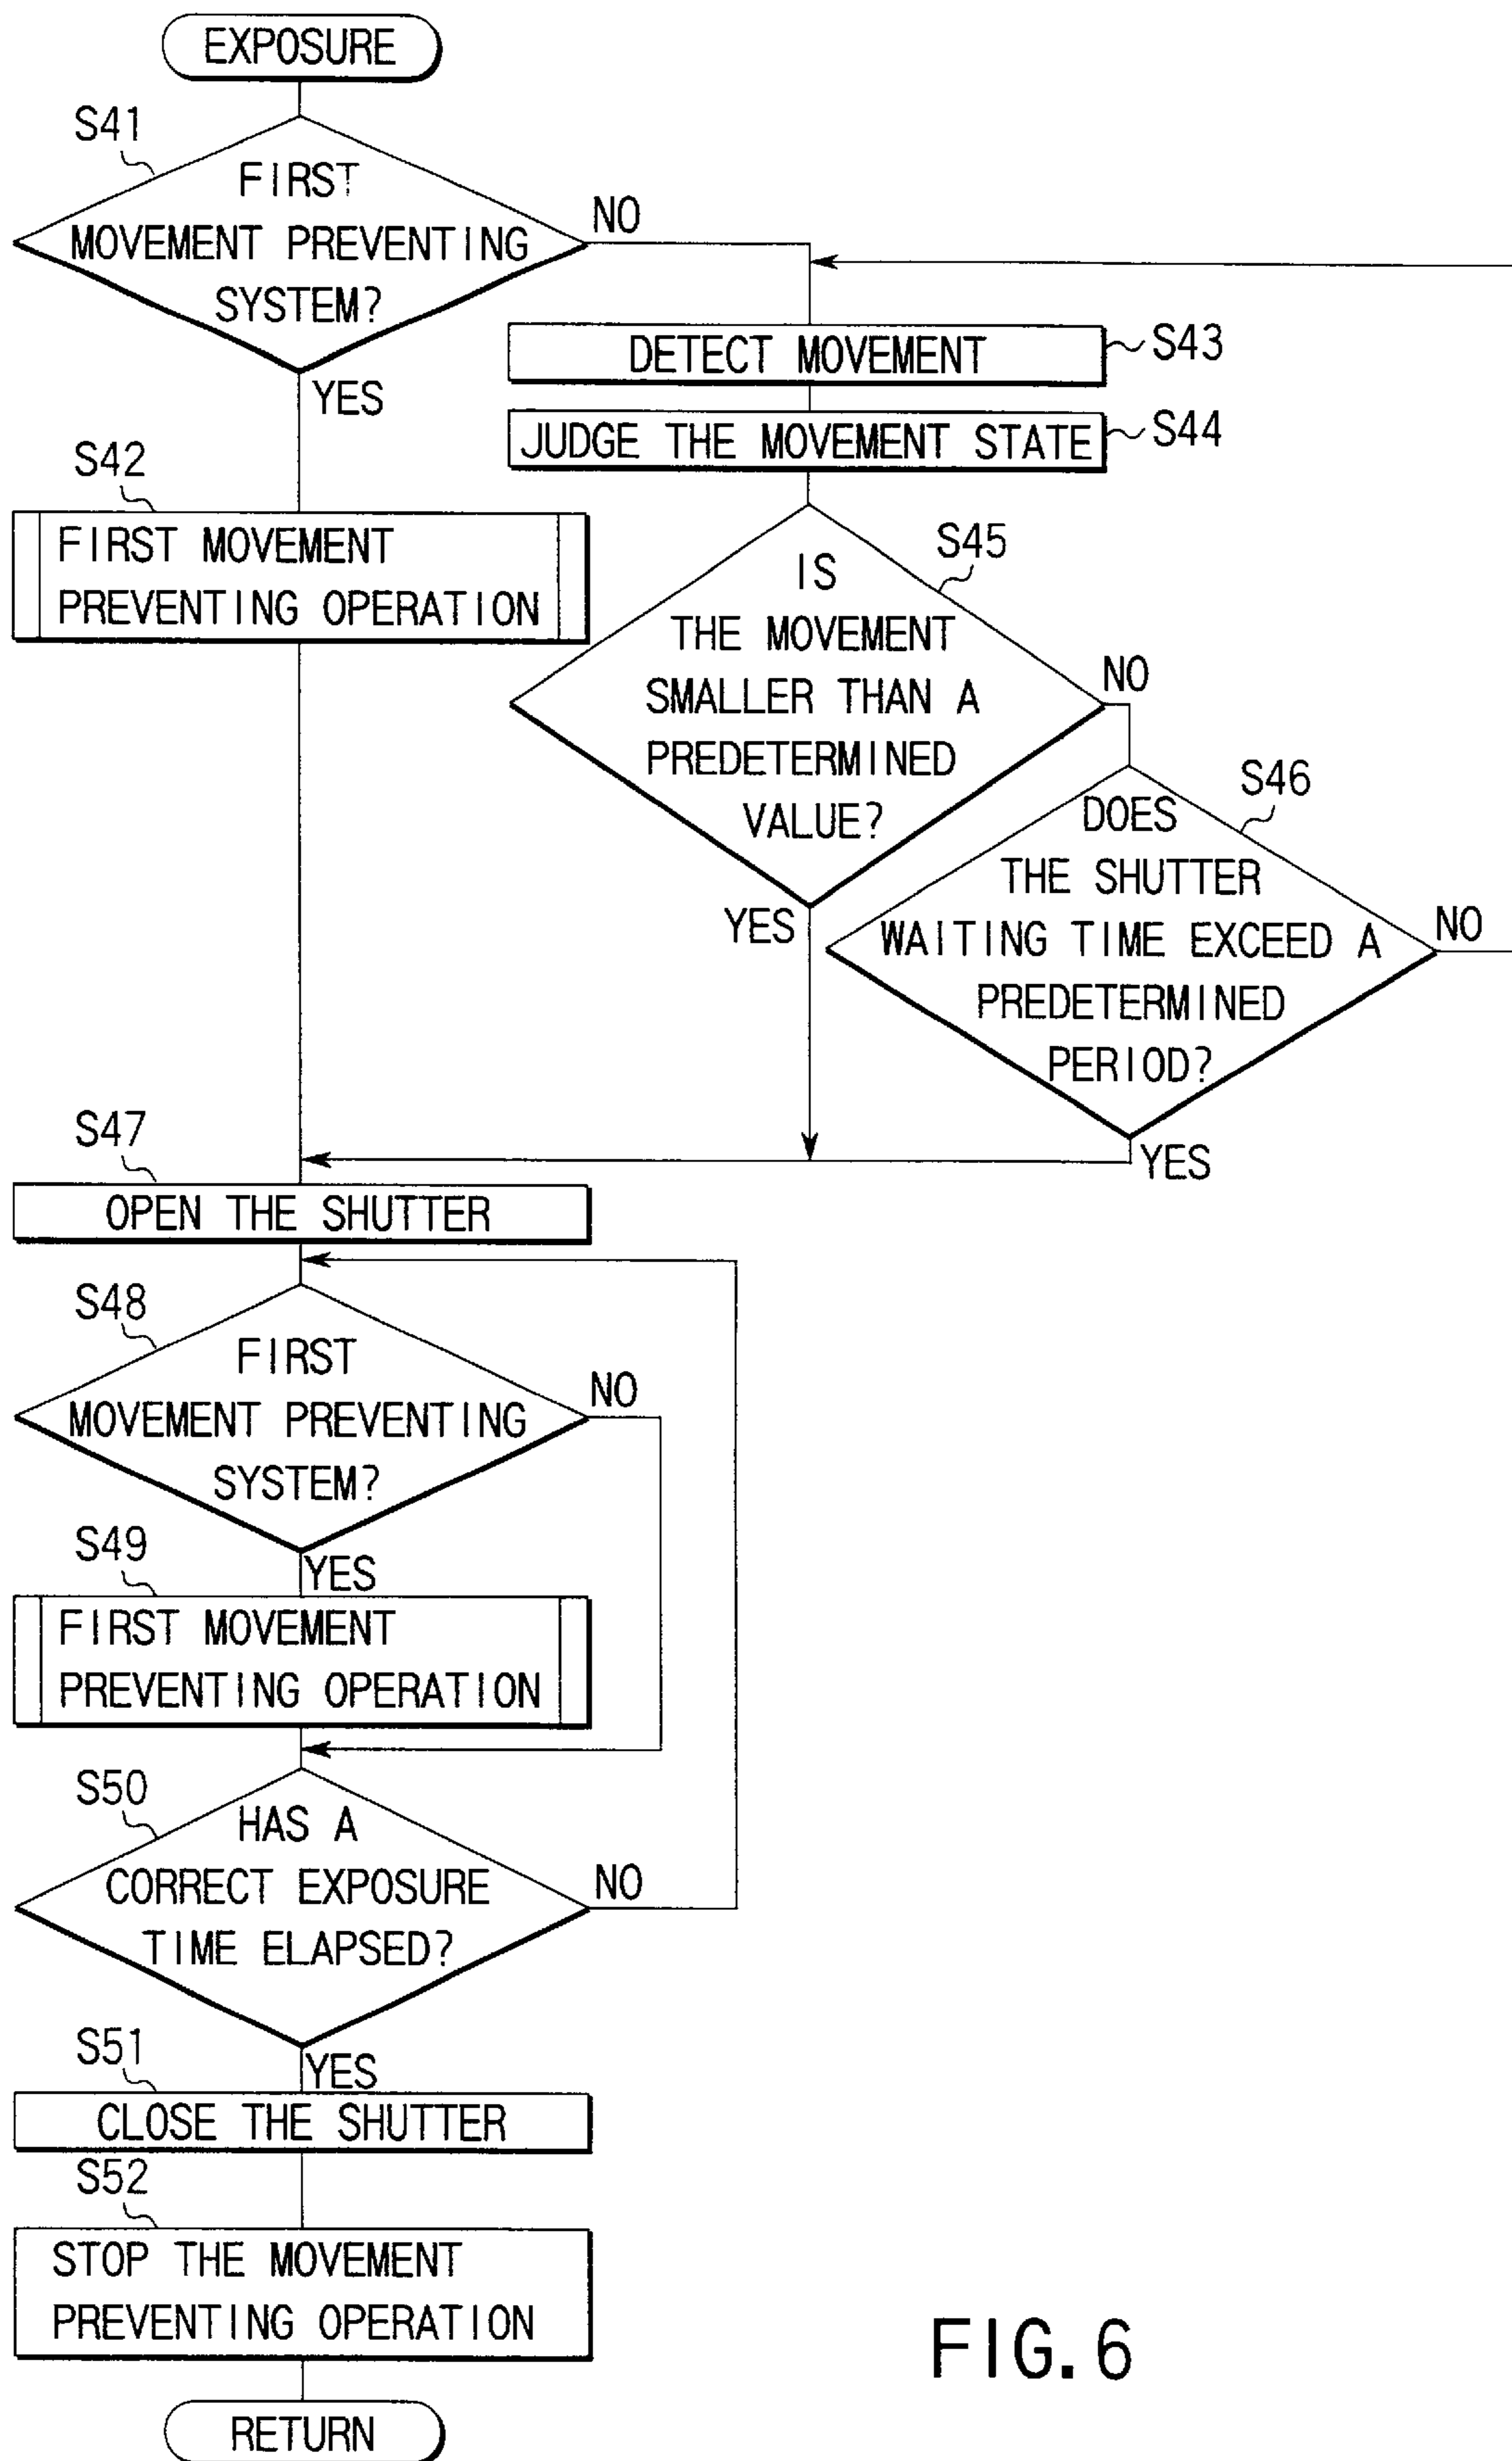 EXPOSURE
S41
FIRST
MOVEMENT PREVENTING
SYSTEM?
NO
YES
S42
FIRST MOVEMENT
PREVENTING OPERATION
DETECT MOVEMENT
S43
JUDGE THE MOVEMENT STATE
S44
S45
IS
THE MOVEMENT
SMALLER THAN A
PREDETERMINED
VALUE?
NO
YES
S46
DOES
THE SHUTTER
WAITING TIME EXCEED A
PREDETERMINED
PERIOD?
NO
YES
S47
OPEN THE SHUTTER
S48
FIRST
MOVEMENT PREVENTING
SYSTEM?
NO
YES
S49
FIRST MOVEMENT
PREVENTING OPERATION
S50
HAS A
CORRECT EXPOSURE
TIME ELAPSED?
NO
YES
S51
CLOSE THE SHUTTER
S52
STOP THE MOVEMENT
PREVENTING OPERATION
RETURN
FIG. 6